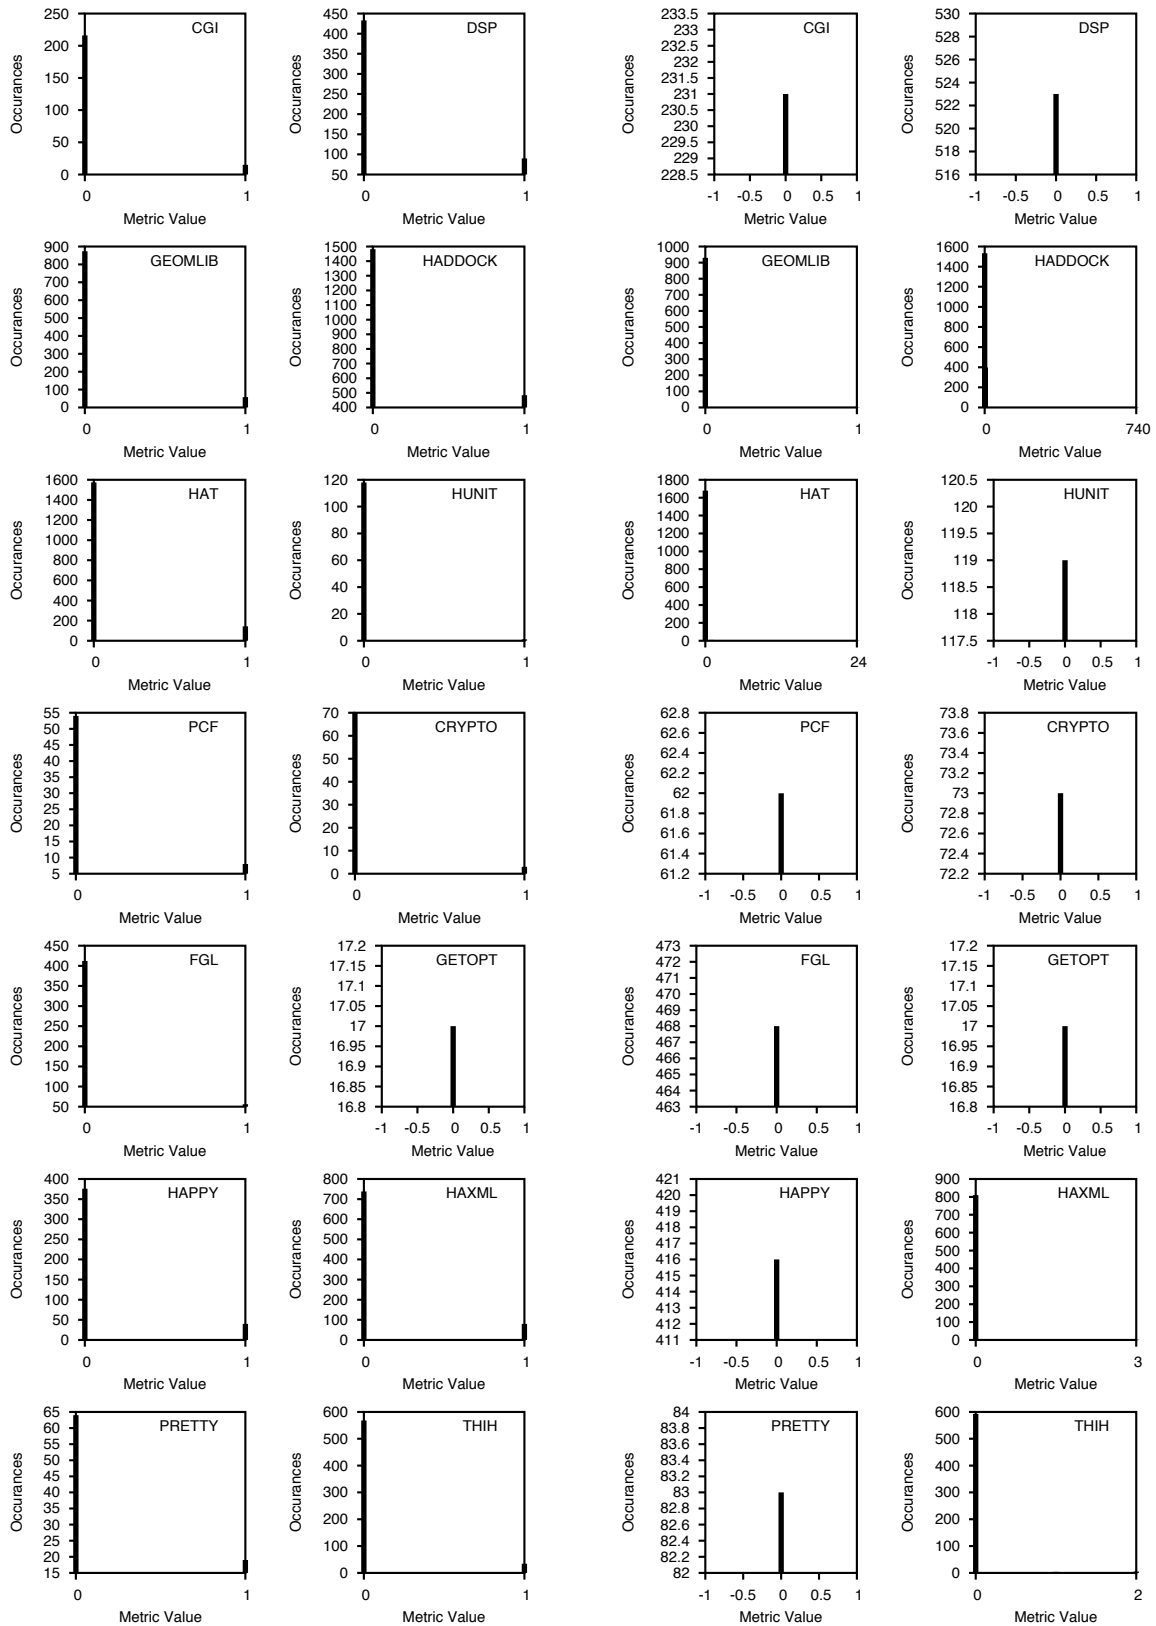 CGI
Occurances
250
200
150
100
50
0
0 1
Metric Value
DSP
Occurances
450
400
350
300
250
200
150
100
50
0 1
Metric Value
CGI
Occurances
233.5
233
232.5
232
231.5
231
230.5
230
229.5
229
228.5
-1 -0.5 0 0.5 1
Metric Value
DSP
Occurances
530
528
526
524
522
520
518
516
-1 -0.5 0 0.5 1
Metric Value
GEOMLIB
Occurances
900
800
700
600
500
400
300
200
100
0
0 1
Metric Value
HADDOCK
Occurances
1500
1400
1300
1200
1100
1000
900
800
700
600
500
400
0 1
Metric Value
GEOMLIB
Occurances
1000
900
800
700
600
500
400
300
200
100
0
0 1
Metric Value
HADDOCK
Occurances
1600
1400
1200
1000
800
600
400
200
0
0 740
Metric Value
HAT
Occurances
1600
1400
1200
1000
800
600
400
200
0
0 1
Metric Value
HUNIT
Occurances
120
100
80
60
40
20
0
0 1
Metric Value
HAT
Occurances
1800
1600
1400
1200
1000
800
600
400
200
0
0 24
Metric Value
HUNIT
Occurances
120.5
120
119.5
119
118.5
118
117.5
-1 -0.5 0 0.5 1
Metric Value
PCF
Occurances
55
50
45
40
35
30
25
20
15
10
5
0 1
Metric Value
CRYPTO
Occurances
70
60
50
40
30
20
10
0
0 1
Metric Value
PCF
Occurances
62.8
62.6
62.4
62.2
62
61.8
61.6
61.4
61.2
-1 -0.5 0 0.5 1
Metric Value
CRYPTO
Occurances
73.8
73.6
73.4
73.2
73
72.8
72.6
72.4
72.2
-1 -0.5 0 0.5 1
Metric Value
FGL
Occurances
450
400
350
300
250
200
150
100
50
0 1
Metric Value
GETOPT
Occurances
17.2
17.15
17.1
17.05
17
16.95
16.9
16.85
16.8
-1 -0.5 0 0.5 1
Metric Value
FGL
Occurances
473
472
471
470
469
468
467
466
465
464
463
-1 -0.5 0 0.5 1
Metric Value
GETOPT
Occurances
17.2
17.15
17.1
17.05
17
16.95
16.9
16.85
16.8
-1 -0.5 0 0.5 1
Metric Value
HAPPY
Occurances
400
350
300
250
200
150
100
50
0
0 1
Metric Value
HAXML
Occurances
800
700
600
500
400
300
200
100
0
0 1
Metric Value
HAPPY
Occurances
421
420
419
418
417
416
415
414
413
412
411
-1 -0.5 0 0.5 1
Metric Value
HAXML
Occurances
900
800
700
600
500
400
300
200
100
0
0 3
Metric Value
PRETTY
Occurances
65
60
55
50
45
40
35
30
25
20
15
0 1
Metric Value
THIH
Occurances
600
500
400
300
200
100
0
0 1
Metric Value
PRETTY
Occurances
84
83.8
83.6
83.4
83.2
83
82.8
82.6
82.4
82.2
82
-1 -0.5 0 0.5 1
Metric Value
THIH
Occurances
600
500
400
300
200
100
0
0 2
Metric Value